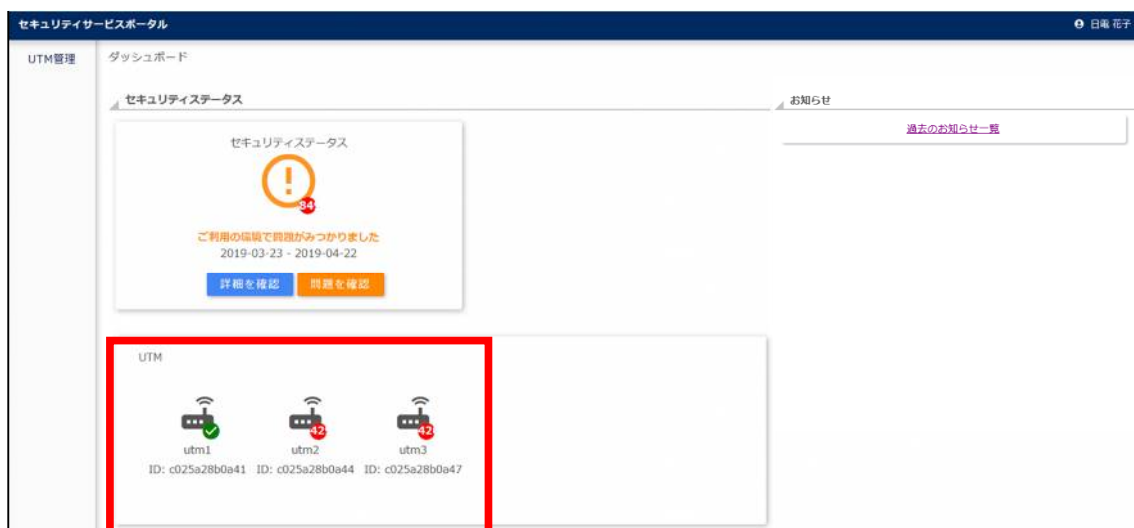 セキュリティサービスポータル
日電 花子
UTM管理
ダッシュボード
セキュリティステータス
お知らせ
過去のお知らせ一覧
セキュリティステータス
84
ご利用の環境で問題がみつかりました
2019-03-23 - 2019-04-22
詳細を確認 問題を確認
UTM
42 42
utm1 utm2 utm3
ID: c025a28b0a41 ID: c025a28b0a44 ID: c025a28b0a47